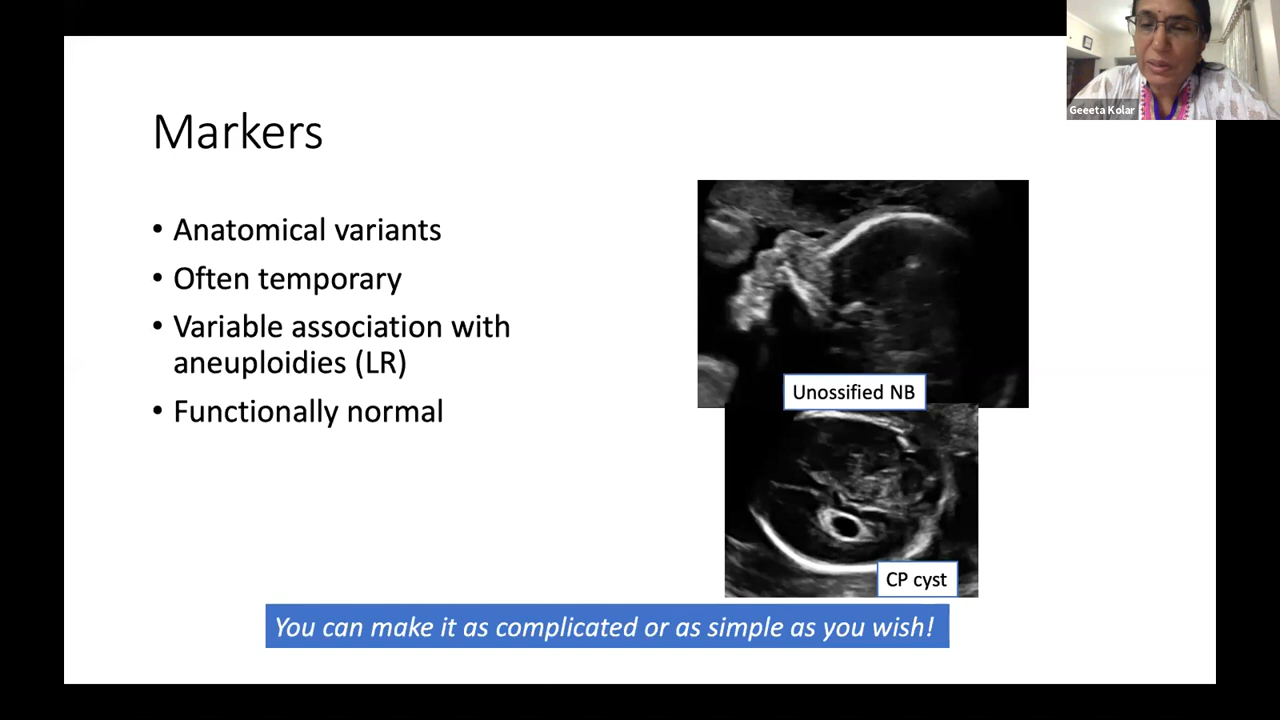 Geeeta Kolar
Markers
• Anatomical variants
• Often temporary
• Variable association with
aneuploidies (LR)
• Functionally normal
Unossified NB
CP cyst
You can make it as complicated or as simple as you wish!